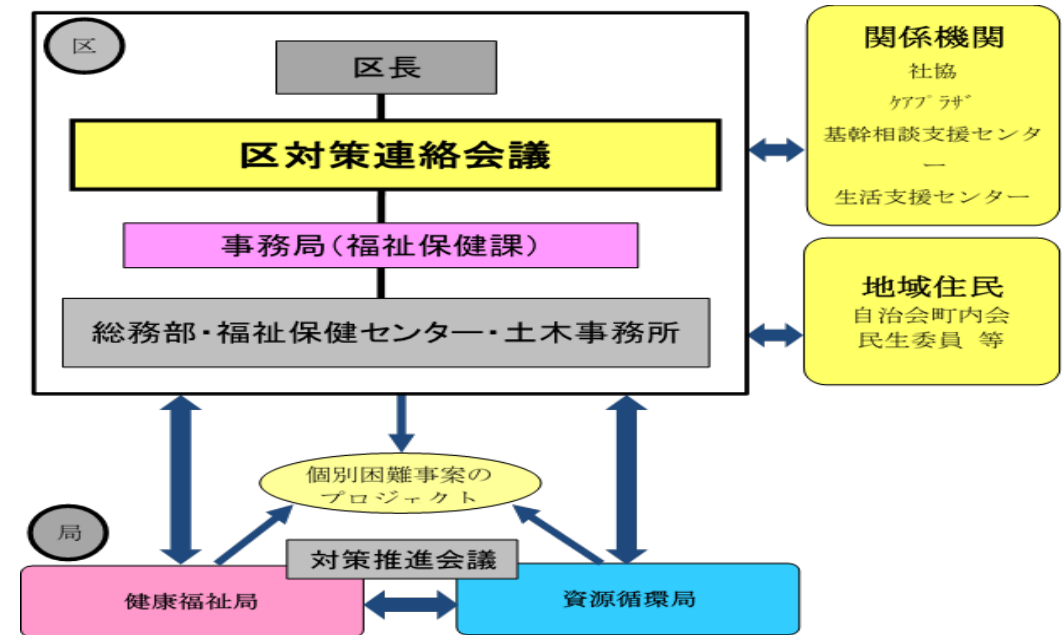 区
区長
区対策連絡会議
事務局(福祉保健課)
総務部・福祉保健センター・土木事務所
関係機関
社協
ｹｱﾌﾟﾗｻﾞ
基幹相談支援センタ
ー
生活支援センター
地域住民
自治会町内会
民生委員 等
個別困難事案の
プロジェクト
局
対策推進会議
健康福祉局
資源循環局